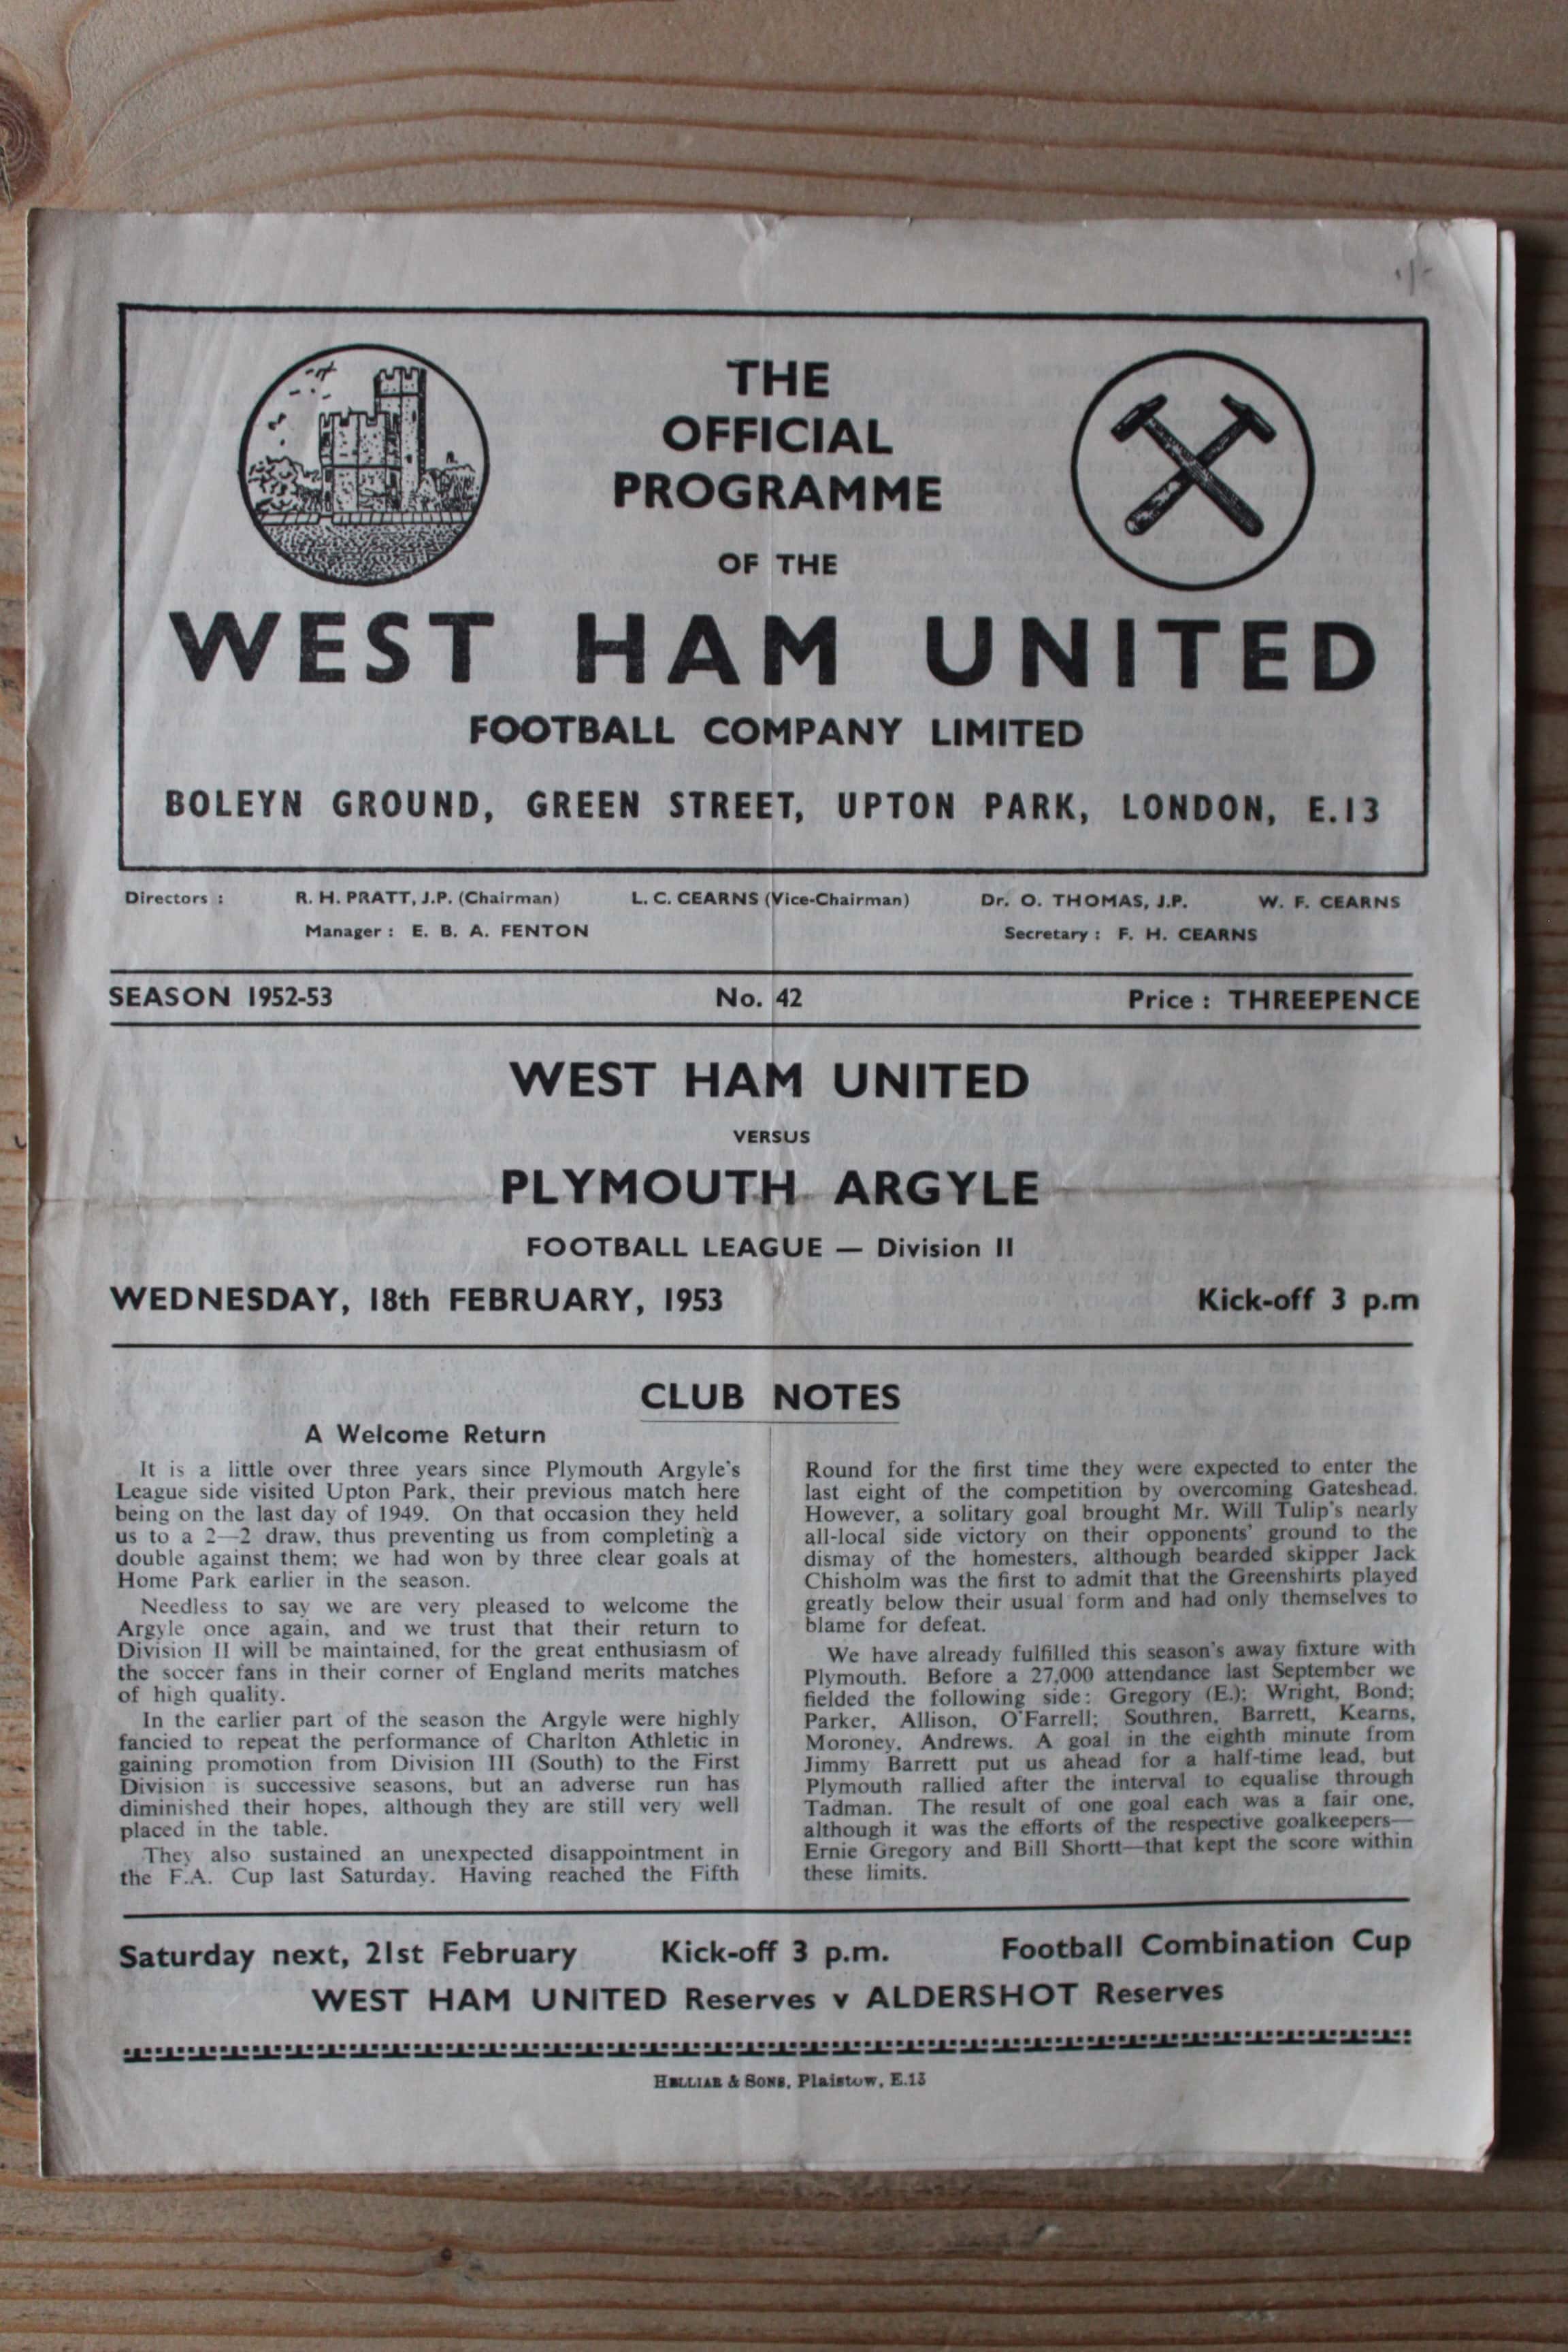 THE
OFFICIAL
PROGRAMME
OF THE
WEST HAM UNITED
FOOTBALL COMPANY LIMITED
BOLEYN GROUND, GREEN STREET, UPTON PARK, LONDON, E.13
Directors : R. H. PRATT, J.P. (Chairman) L. C. CEARNS (Vice-Chairman) Dr. O. THOMAS, J.P. W. F. CEARNS
Manager : E. B. A. FENTON Secretary : F. H. CEARNS
SEASON 1952-53 No. 42 Price : THREEPENCE
WEST HAM UNITED
VERSUS
PLYMOUTH ARGYLE
FOOTBALL LEAGUE — Division II
WEDNESDAY, 18th FEBRUARY, 1953 Kick-off 3 p.m
CLUB NOTES
A Welcome Return
It is a little over three years since Plymouth Argyle's
League side visited Upton Park, their previous match here
being on the last day of 1949. On that occasion they held
us to a 2—2 draw, thus preventing us from completing a
double against them; we had won by three clear goals at
Home Park earlier in the season.
Needless to say we are very pleased to welcome the
Argyle once again, and we trust that their return to
Division II will be maintained, for the great enthusiasm of
the soccer fans in their corner of England merits matches
of high quality.
In the earlier part of the season the Argyle were highly
fancied to repeat the performance of Charlton Athletic in
gaining promotion from Division III (South) to the First
Division is successive seasons, but an adverse run has
diminished their hopes, although they are still very well
placed in the table.
They also sustained an unexpected disappointment in
the F.A. Cup last Saturday. Having reached the Fifth
Round for the first time they were expected to enter the
last eight of the competition by overcoming Gateshead.
However, a solitary goal brought Mr. Will Tulip's nearly
all-local side victory on their opponents' ground to the
dismay of the homesters, although bearded skipper Jack
Chisholm was the first to admit that the Greenshirts played
greatly below their usual form and had only themselves to
blame for defeat.
We have already fulfilled this season's away fixture with
Plymouth. Before a 27,000 attendance last September we
fielded the following side: Gregory (E.); Wright, Bond;
Parker, Allison, O'Farrell; Southren, Barrett, Kearns,
Moroney, Andrews. A goal in the eighth minute from
Jimmy Barrett put us ahead for a half-time lead, but
Plymouth rallied after the interval to equalise through
Tadman. The result of one goal each was a fair one,
although it was the efforts of the respective goalkeepers—
Ernie Gregory and Bill Shortt—that kept the score within
these limits.
Saturday next, 21st February Kick-off 3 p.m. Football Combination Cup
WEST HAM UNITED Reserves v ALDERSHOT Reserves
HELLIAR & SONS, Plaistow, E.13